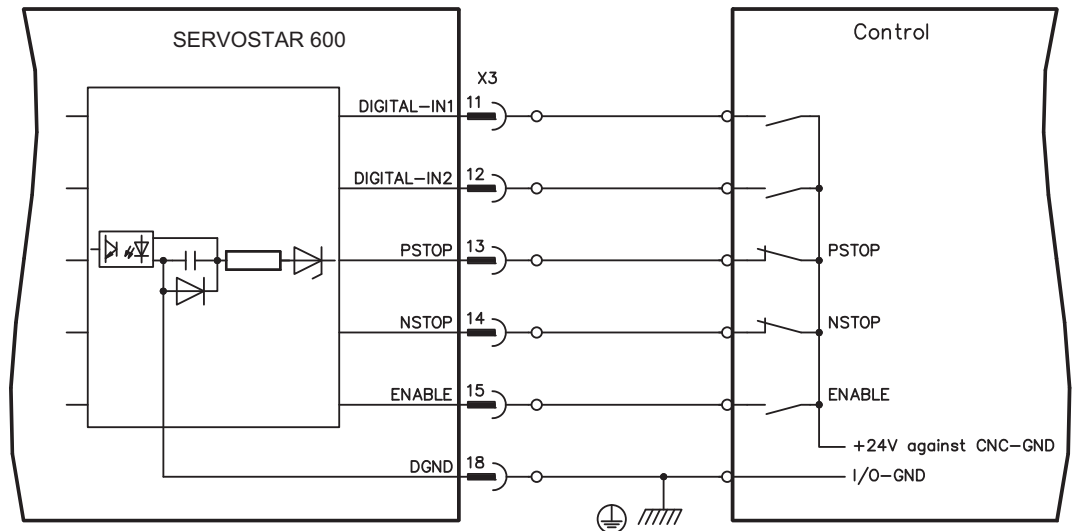 SERVOSTAR 600
Control
X3
DIGITAL-IN1 11
DIGITAL-IN2 12
PSTOP 13 PSTOP
NSTOP 14 NSTOP
ENABLE 15 ENABLE
+24V against CNC-GND
DGND 18 I/O-GND